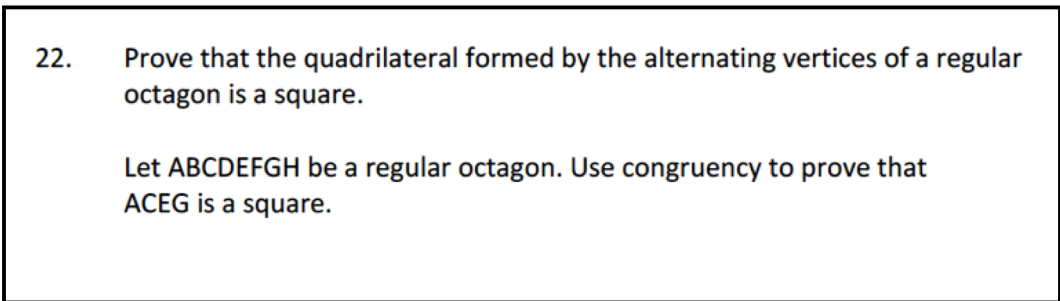 22. Prove that the quadrilateral formed by the alternating vertices of a regular
octagon is a square.
Let ABCDEFGH be a regular octagon. Use congruency to prove that
ACEG is a square.